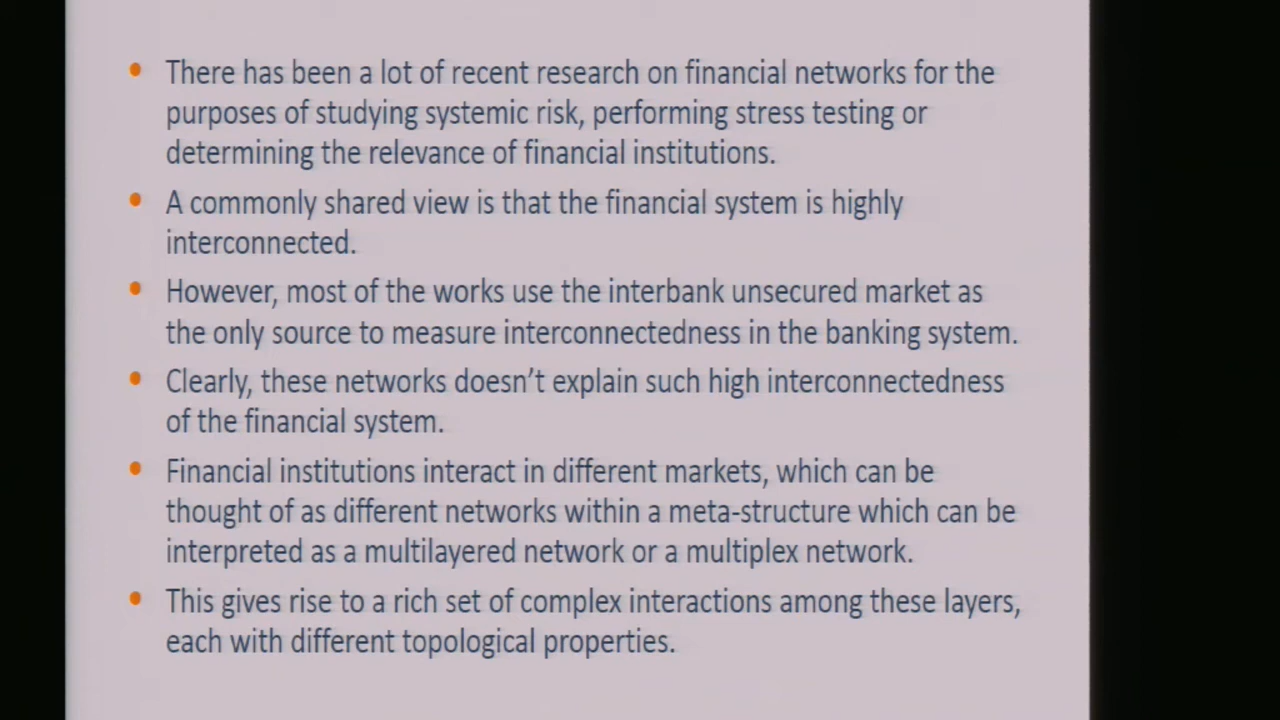 • There has been a lot of recent research on financial networks for the
purposes of studying systemic risk, performing stress testing or
determining the relevance of financial institutions.
• A commonly shared view is that the financial system is highly
interconnected.
• However, most of the works use the interbank unsecured market as
the only source to measure interconnectedness in the banking system.
• Clearly, these networks doesn’t explain such high interconnectedness
of the financial system.
• Financial institutions interact in different markets, which can be
thought of as different networks within a meta-structure which can be
interpreted as a multilayered network or a multiplex network.
• This gives rise to a rich set of complex interactions among these layers,
each with different topological properties.